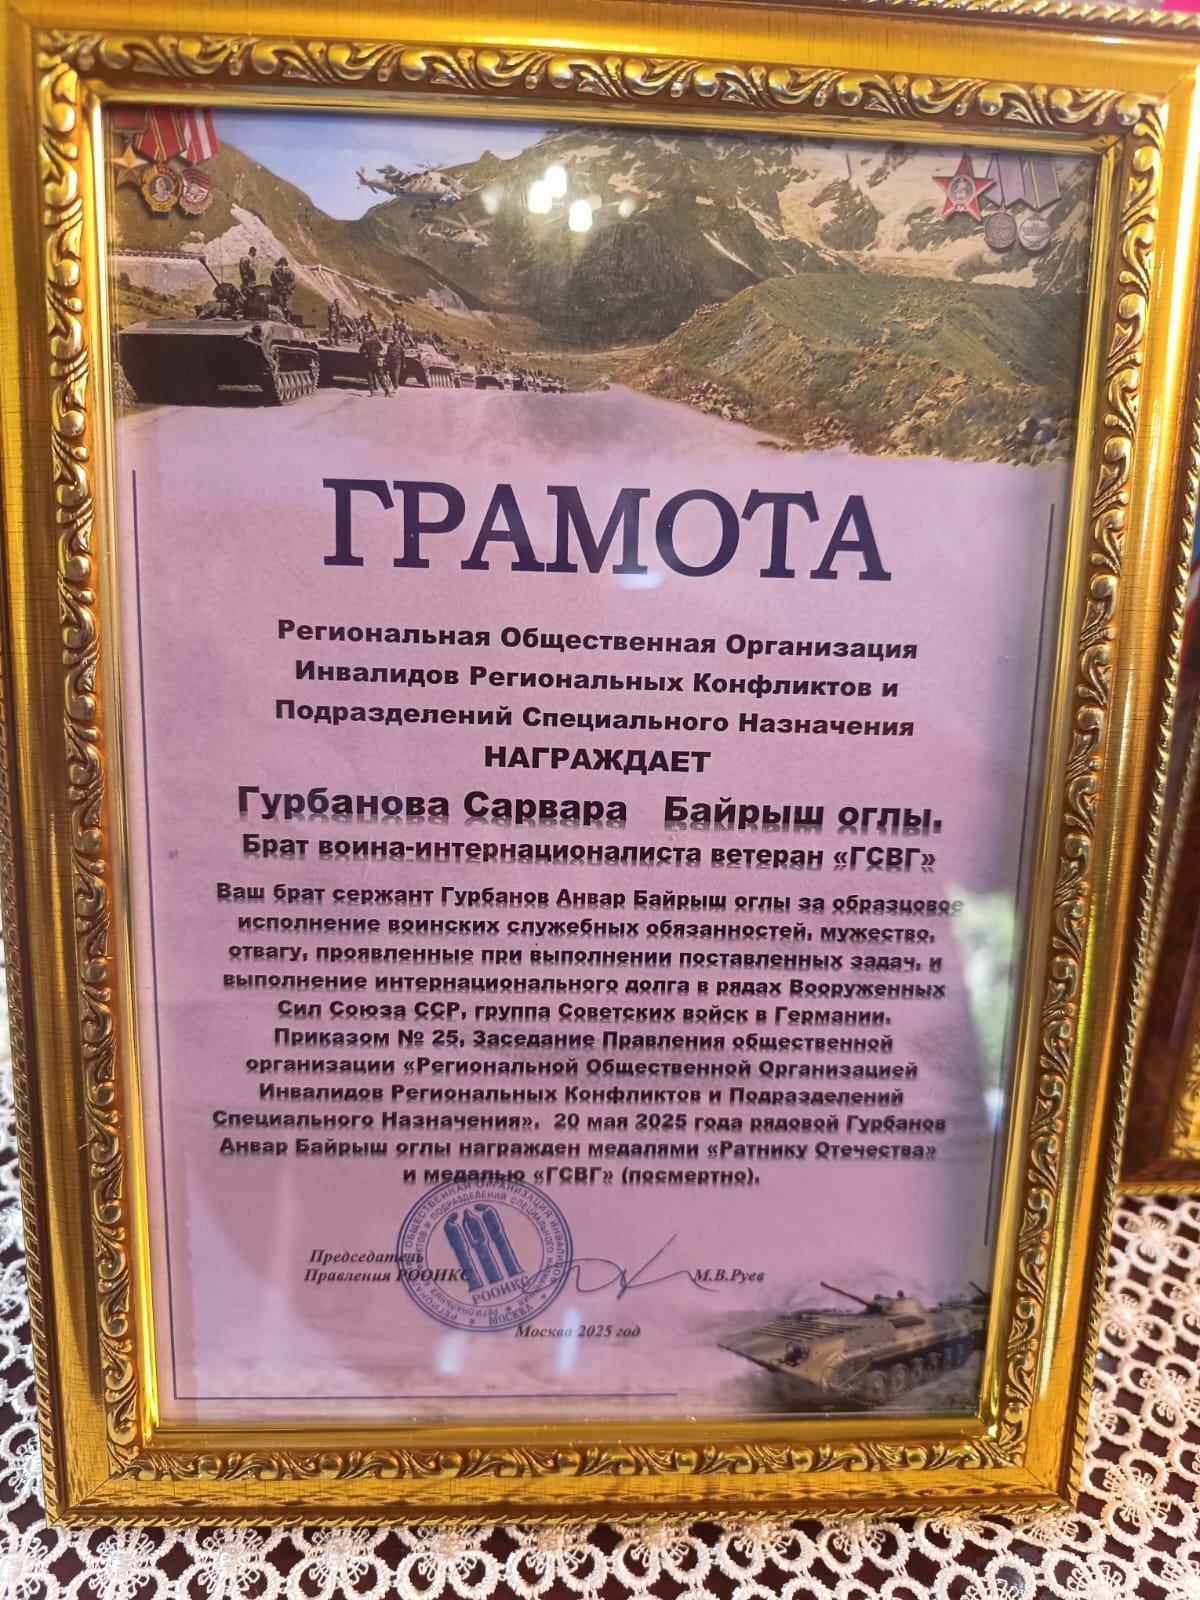 ГРАМОТА
Региональная Общественная Организация
Инвалидов Региональных Конфликтов и
Подразделений Специального Назначения
НАГРАЖДАЕТ
Гурбанова Сарвара Байрыш оглы.
Брат воина-интернационалиста ветеран «ГСВГ»
Ваш брат сержант Гурбанов Анвар Байрыш оглы за образцовое
исполнение воинских служебных обязанностей, мужество,
отвагу, проявленные при выполнении поставленных задач, и
выполнение интернационального долга в рядах Вооруженных
Сил Союза ССР, группа Советских войск в Германии.
Приказом № 25, Заседание Правления общественной
организации «Региональной Общественной Организацией
Инвалидов Региональных Конфликтов и Подразделений
Специального Назначения». 20 мая 2025 года рядовой Гурбанов
Анвар Байрыш оглы награжден медалями «Ратнику Отечества»
и медалью «ГСВГ» (посмертно).
Председатель
Правления РООИКС
М.В.Руев
РООИКС
МОСКВА
Москва 2025 год